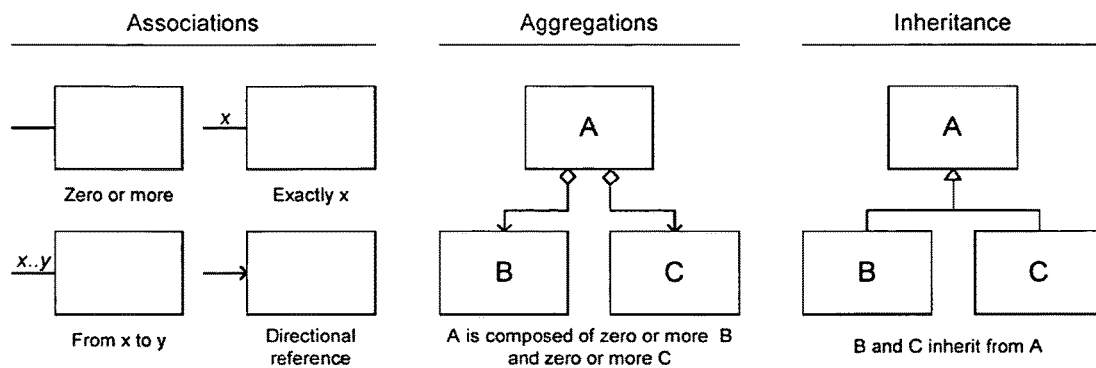 Associations
Aggregations
Inheritance
x
Zero or more
Exactly x
x..y
From x to y
Directional
reference
A
B
C
A is composed of zero or more B
and zero or more C
A
B
C
B and C inherit from A